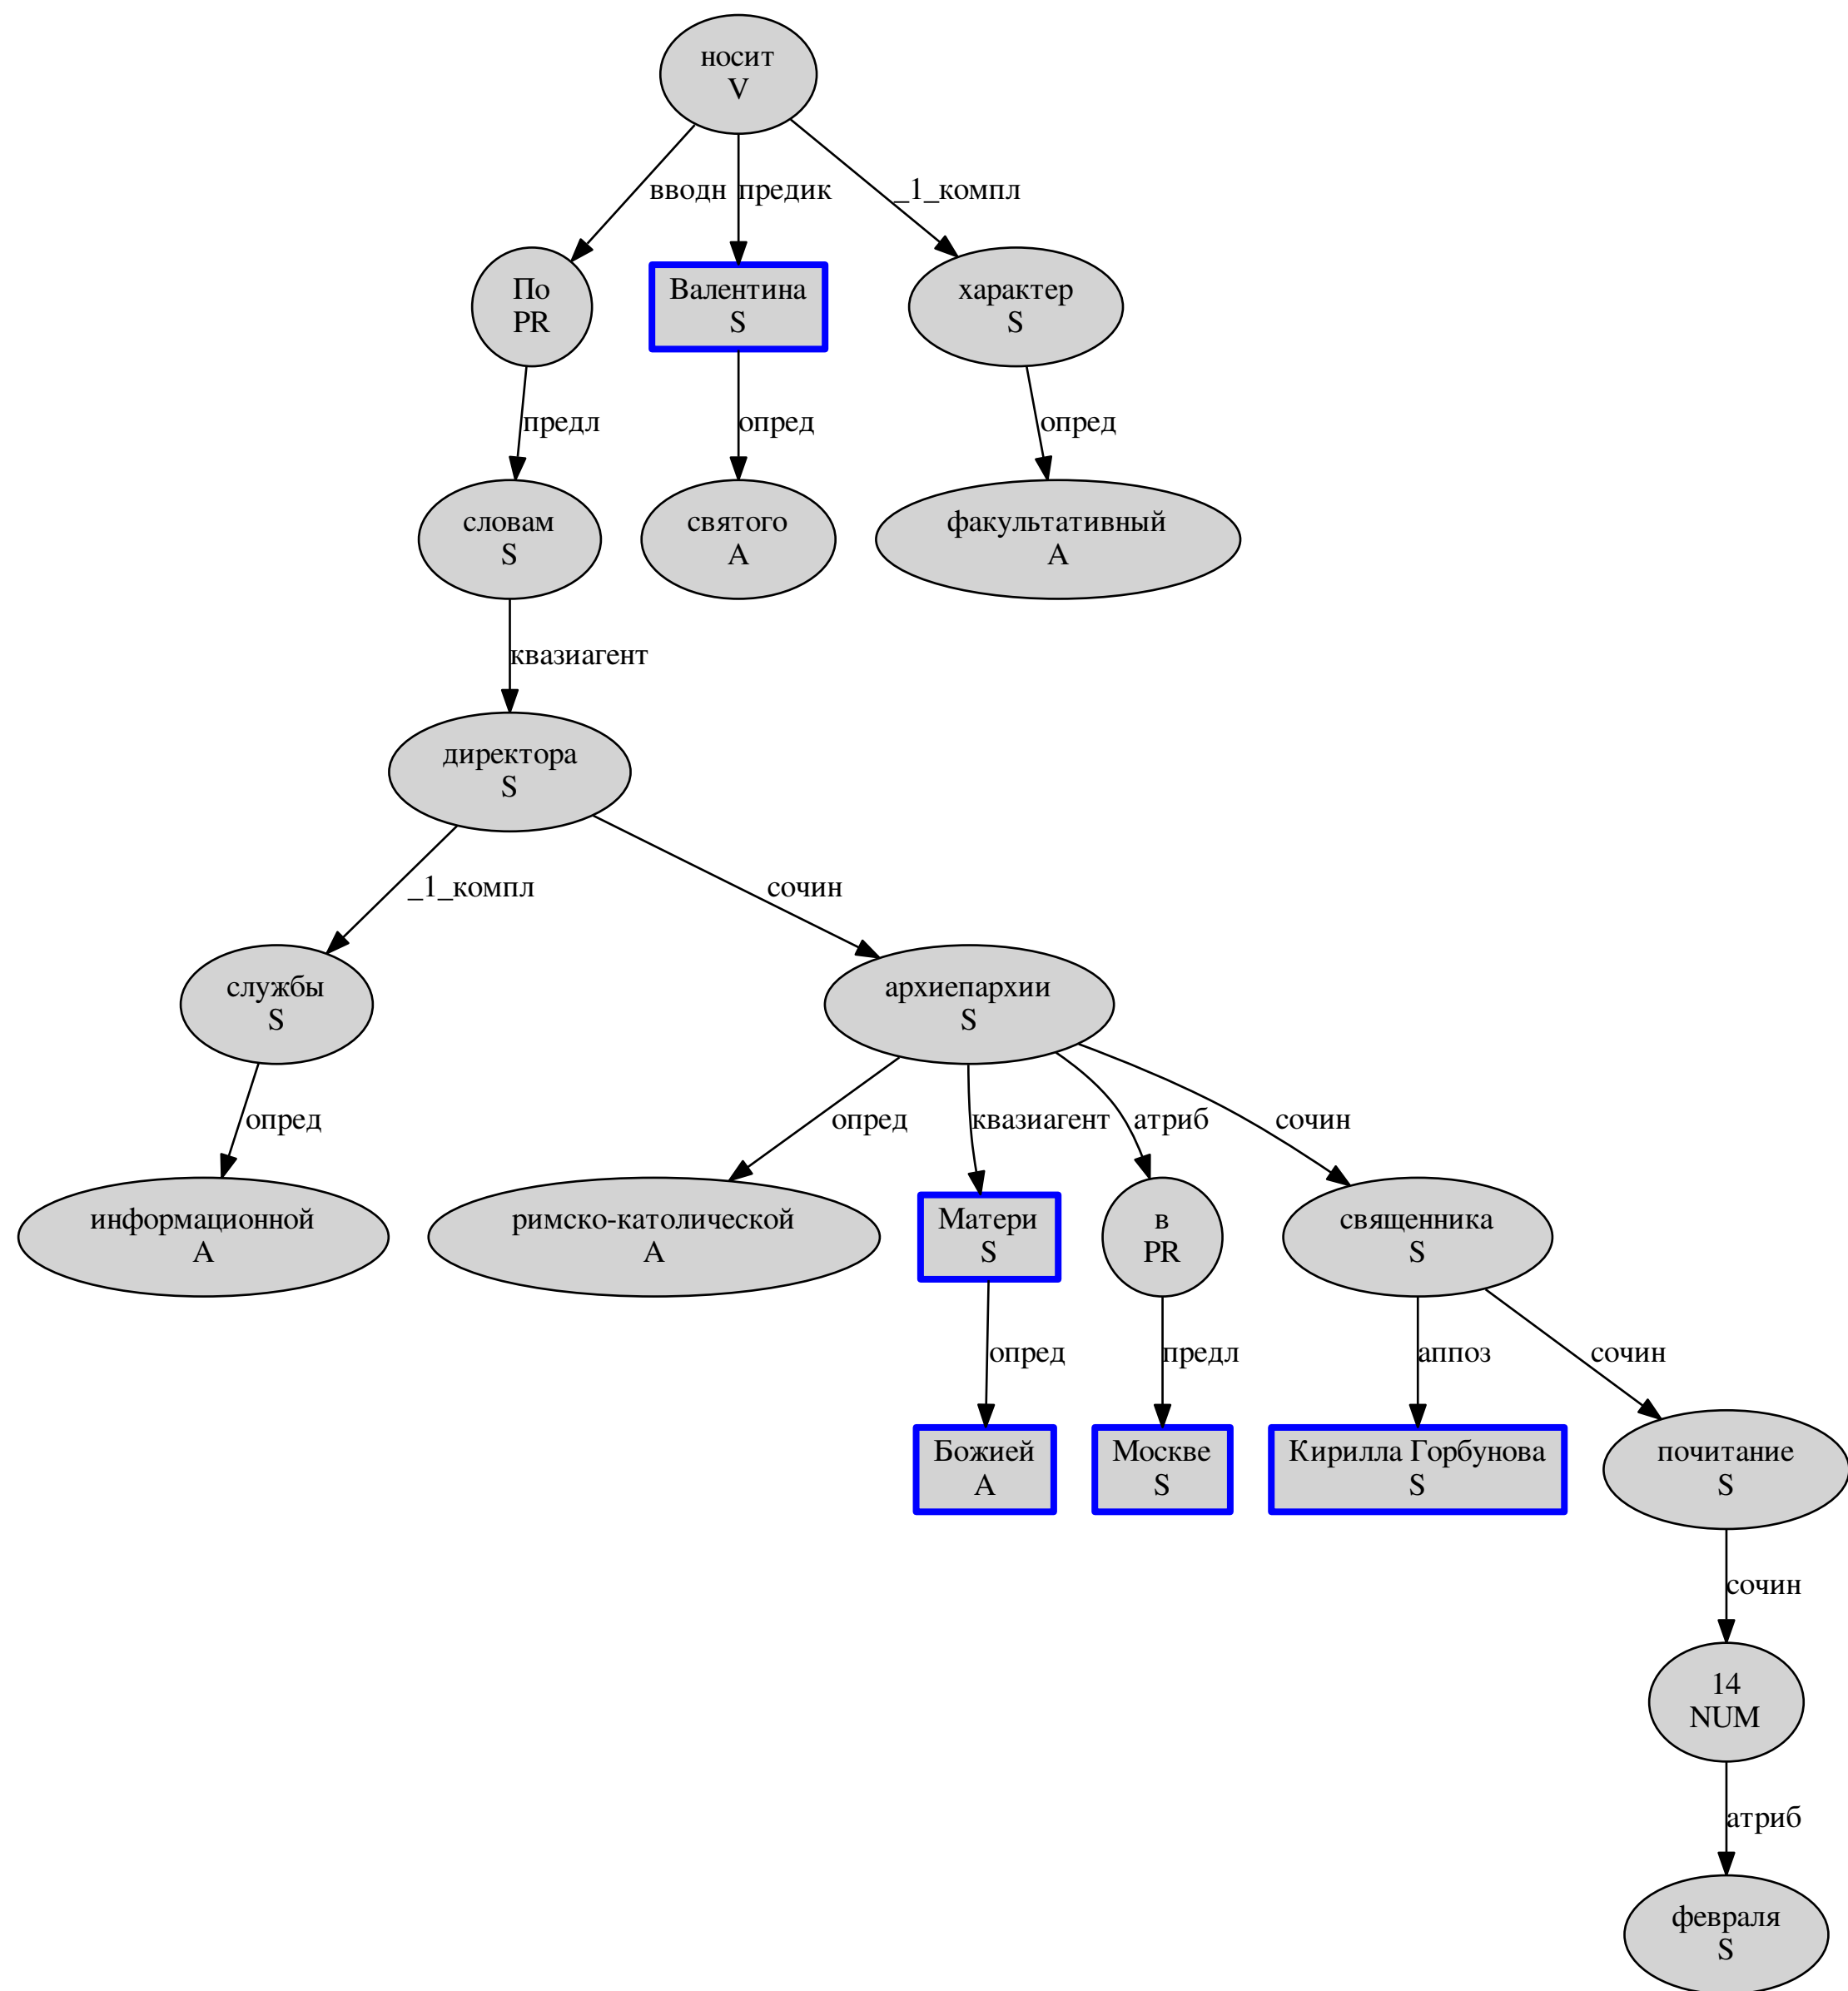 носит
V
вводн
предик
_1_компл
По
PR
Валентина
S
характер
S
предл
опред
опред
словам
S
святого
A
факультативный
A
квазиагент
директора
S
_1_компл
сочин
службы
S
архиепархии
S
опред
опред
квазиагент
атриб
сочин
информационной
A
римско-католической
A
Матери
S
в
PR
священника
S
опред
предл
аппоз
сочин
Божией
A
Москве
S
Кирилла Горбунова
S
почитание
S
сочин
14
NUM
атриб
февраля
S